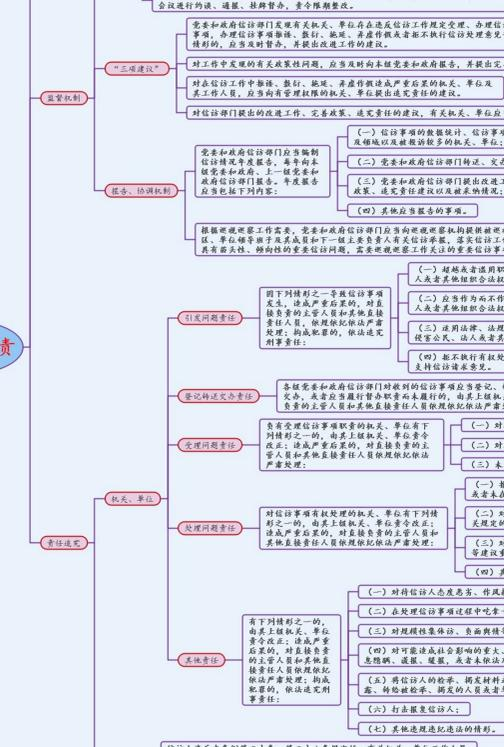 会议进行约谈、通报、挂牌督办，责令限期整改。
党委和政府信访部门发现有关机关、单位存在违反信访工作规定受理、办理信
事项，办理信访事项推诿、敷衍、拖延、弄虚作假或者拒不执行信访处理意见
情形的，应当及时督办，并提出改进工作的建议。
"三项建议"
对工作中发现的有关政策性问题，应当及时向本级党委和政府报告，并提出完
对在信访工作中推诿、敷衍、拖延、弄虚作假造成严重后果的机关、单位及
其工作人员，应当向有管理权限的机关、单位提出追究责任的建议。
监督机制
对信访部门提出的改进工作、完善政策、追究责任的建议，有关机关、单位应
（一）信访事项的数据统计、信访事
及领域以及被投诉较多的机关、单位；
党委和政府信访部门应当编制
信访情况年度报告，每年向本
级党委和政府、上一级党委和
政府信访部门报告。年度报告
应当包括下列内容：
（二）党委和政府信访部门转送、交办
报告、协调机制
（三）党委和政府信访部门提出改进工
政策、追究责任建议以及被采纳情况；
（四）其他应当报告的事项。
根据巡视巡察工作需要，党委和政府信访部门应当向巡视巡察机构提供被巡
区、单位领导班子及其成员和下一级主要负责人有关信访举报，落实信访工作
具有苗头性、倾向性的重要信访问题，需要巡视巡察工作关注的重要信访事
责
（一）超越或者滥用职
人或者其他组织合法权
因下列情形之一导致信访事项
发生，造成严重后果的，对直
接负责的主管人员和其他直接
责任人员，依规依纪依法严肃
处理；构成犯罪的，依法追究
刑事责任：
引发问题责任
（二）应当作为而不作
人或者其他组织合法权
（三）适用法律、法规
侵害公民、法人或者其
（四）拒不执行有权处
支持信访请求意见。
登记转送交办责任
各级党委和政府信访部门对收到的信访事项应当登记、
交办，或者应当履行督办职责而未履行的，由其上级机
负责的主管人员和其他直接责任人员依规依纪依法严肃
受理问题责任
负有受理信访事项职责的机关、单位有下
列情形之一的，由其上级机关、单位责令
改正；造成严重后果的，对直接负责的主
管人员和其他直接责任人员依规依纪依法
严肃处理：
（一）对
（二）对
（三）未
机关、单位
处理问题责任
对信访事项有权处理的机关、单位有下列情
形之一的，由其上级机关、单位责令改正；
造成严重后果的，对直接负责的主管人员和
其他直接责任人员依规依纪依法严肃处理：
（一）推
或者未在
（二）对
关规定的
（三）对
等建议重
（四）其
责任追究
其他责任
有下列情形之一的，
由其上级机关、单位
责令改正；造成严重
后果的，对直接负责
的主管人员和其他直
接责任人员依规依纪
依法严肃处理；构成
犯罪的，依法追究刑
事责任：
（一）对待信访人态度恶劣、作风
（二）在处理信访事项过程中吃拿
（三）对规模性集体访、负面舆情
（四）对可能造成社会影响的重大、
息隐瞒、谎报、缓报，或者未依法
（五）将信访人的检举、揭发材料
露、转给被检举、揭发的人员或者
（六）打击报复信访人；
（七）其他违规违纪违法的情形。